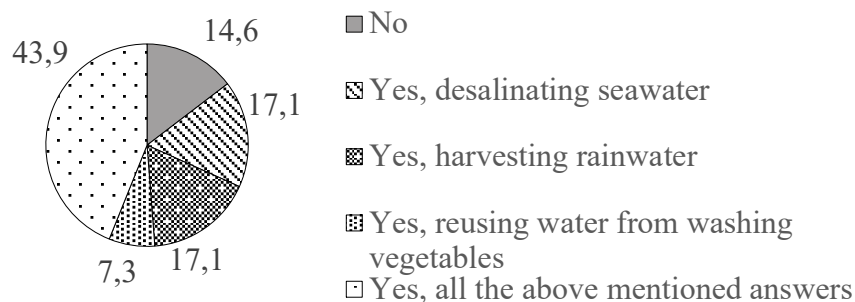 43,9
14,6
17,1
17,1
7,3
No
Yes, desalinating seawater
Yes, harvesting rainwater
Yes, reusing water from washing
vegetables
Yes, all the above mentioned answers